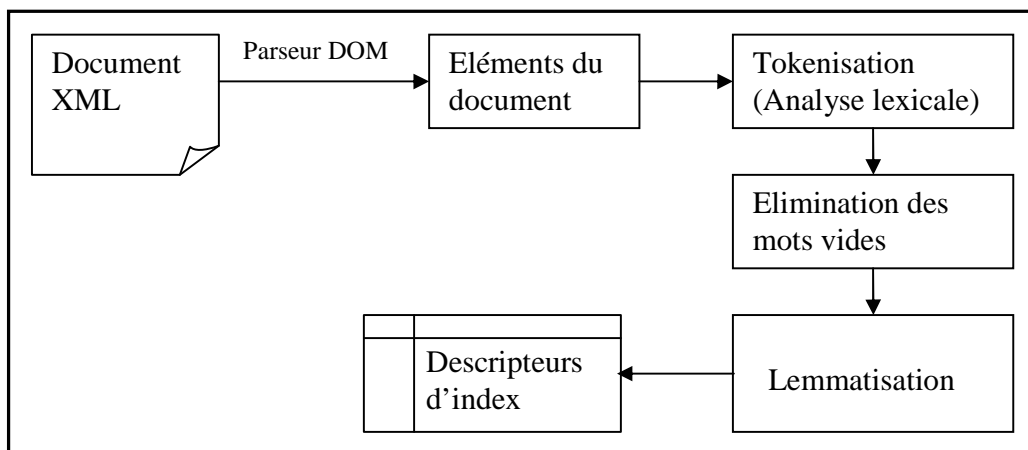 Document
XML
Parseur DOM
Eléments du
document
Tokenisation
(Analyse lexicale)
Elimination des
mots vides
Lemmatisation
Descripteurs
d’index